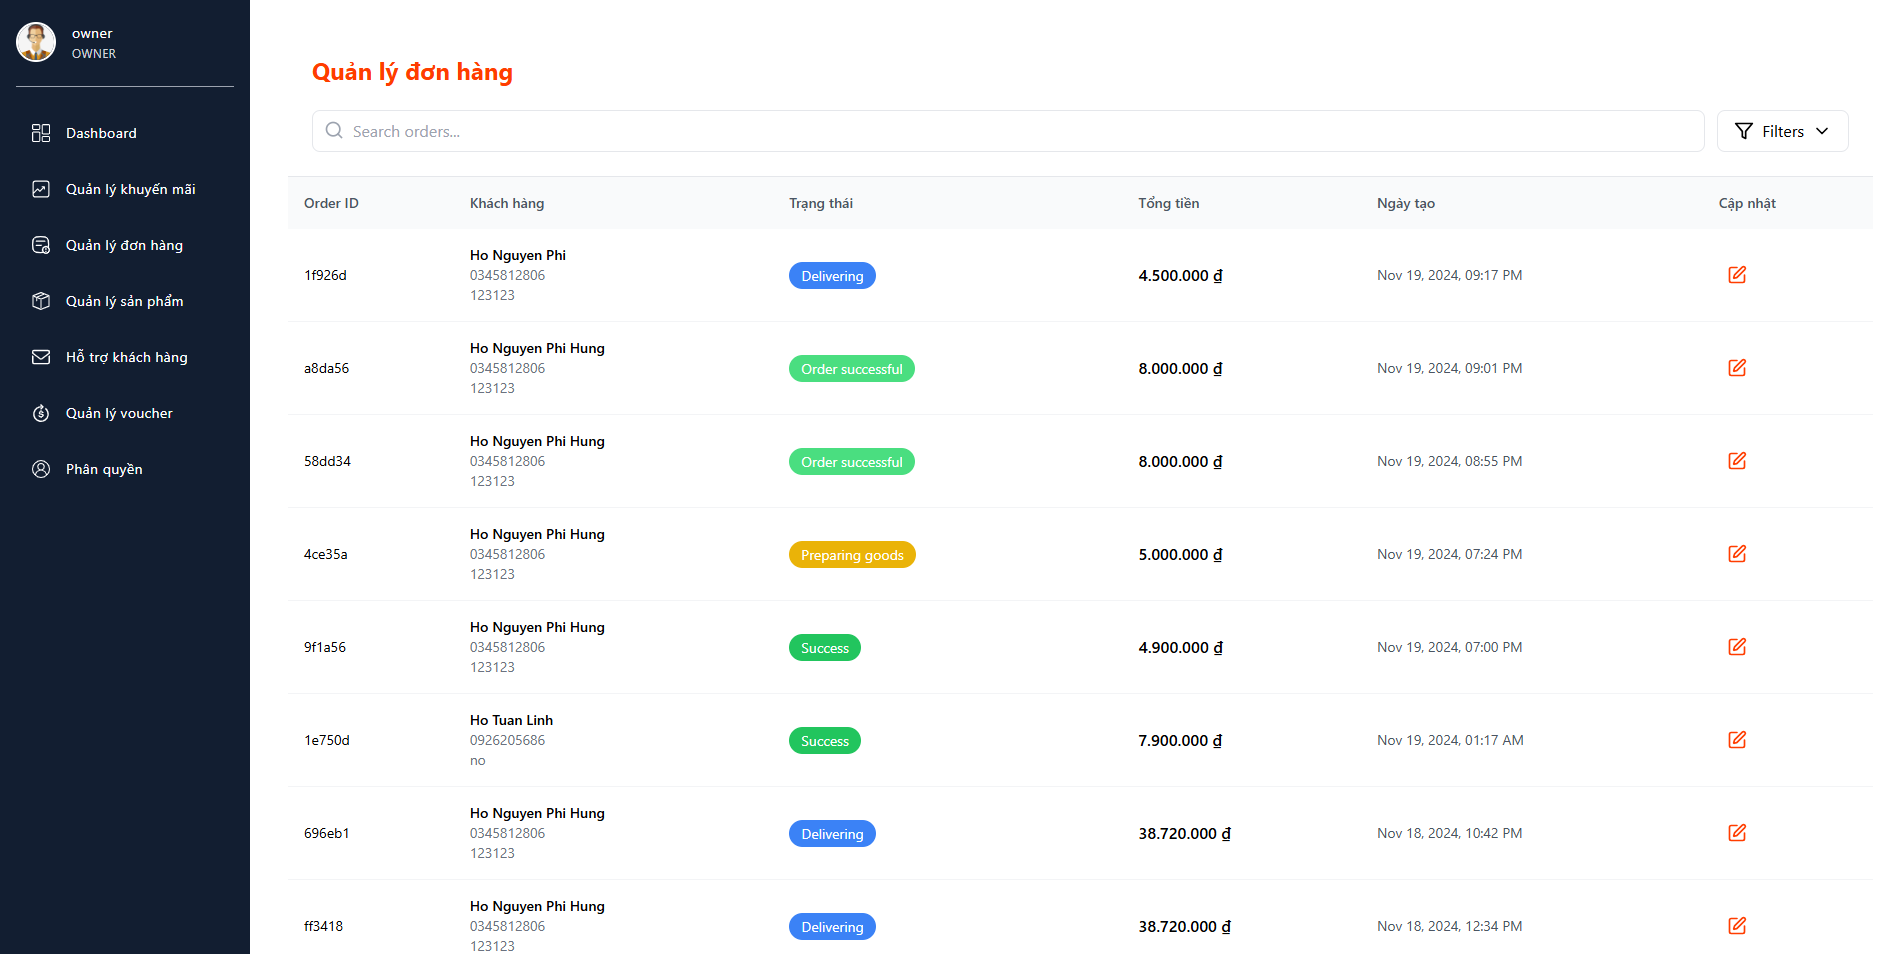 owner
OWNER
Dashboard
Quản lý khuyến mãi
Quản lý đơn hàng
Quản lý sản phẩm
Hỗ trợ khách hàng
Quản lý voucher
Phân quyền
Quản lý đơn hàng
Search orders...
Filters
Order ID Khách hàng Trạng thái Tổng tiền Ngày tạo Cập nhật
Ho Nguyen Phi
1f926d 0345812806 Delivering 4.500.000 ₫ Nov 19, 2024, 09:17 PM
123123
Ho Nguyen Phi Hung
a8da56 0345812806 Order successful 8.000.000 ₫ Nov 19, 2024, 09:01 PM
123123
Ho Nguyen Phi Hung
58dd34 0345812806 Order successful 8.000.000 ₫ Nov 19, 2024, 08:55 PM
123123
Ho Nguyen Phi Hung
4ce35a 0345812806 Preparing goods 5.000.000 ₫ Nov 19, 2024, 07:24 PM
123123
Ho Nguyen Phi Hung
9f1a56 0345812806 Success 4.900.000 ₫ Nov 19, 2024, 07:00 PM
123123
Ho Tuan Linh
1e750d 0926205686 Success 7.900.000 ₫ Nov 19, 2024, 01:17 AM
no
Ho Nguyen Phi Hung
696eb1 0345812806 Delivering 38.720.000 ₫ Nov 18, 2024, 10:42 PM
123123
Ho Nguyen Phi Hung
ff3418 0345812806 Delivering 38.720.000 ₫ Nov 18, 2024, 12:34 PM
123123